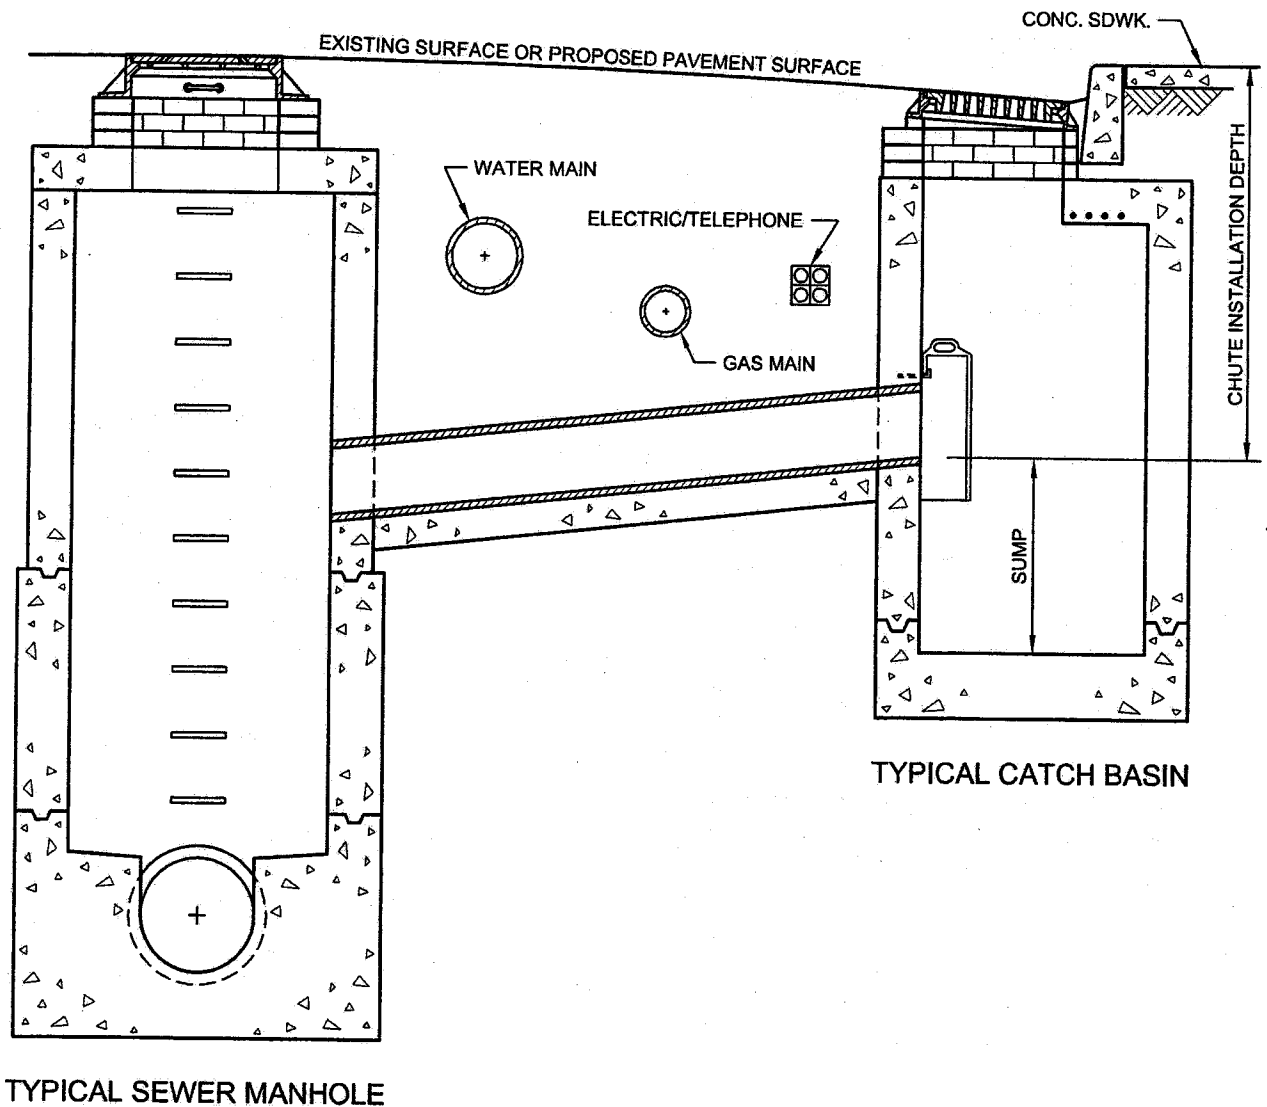 CONC. SDWK.
EXISTING SURFACE OR PROPOSED PAVEMENT SURFACE
WATER MAIN
ELECTRIC/TELEPHONE
GAS MAIN
CHUTE INSTALLATION DEPTH
SUMP
TYPICAL CATCH BASIN
TYPICAL SEWER MANHOLE